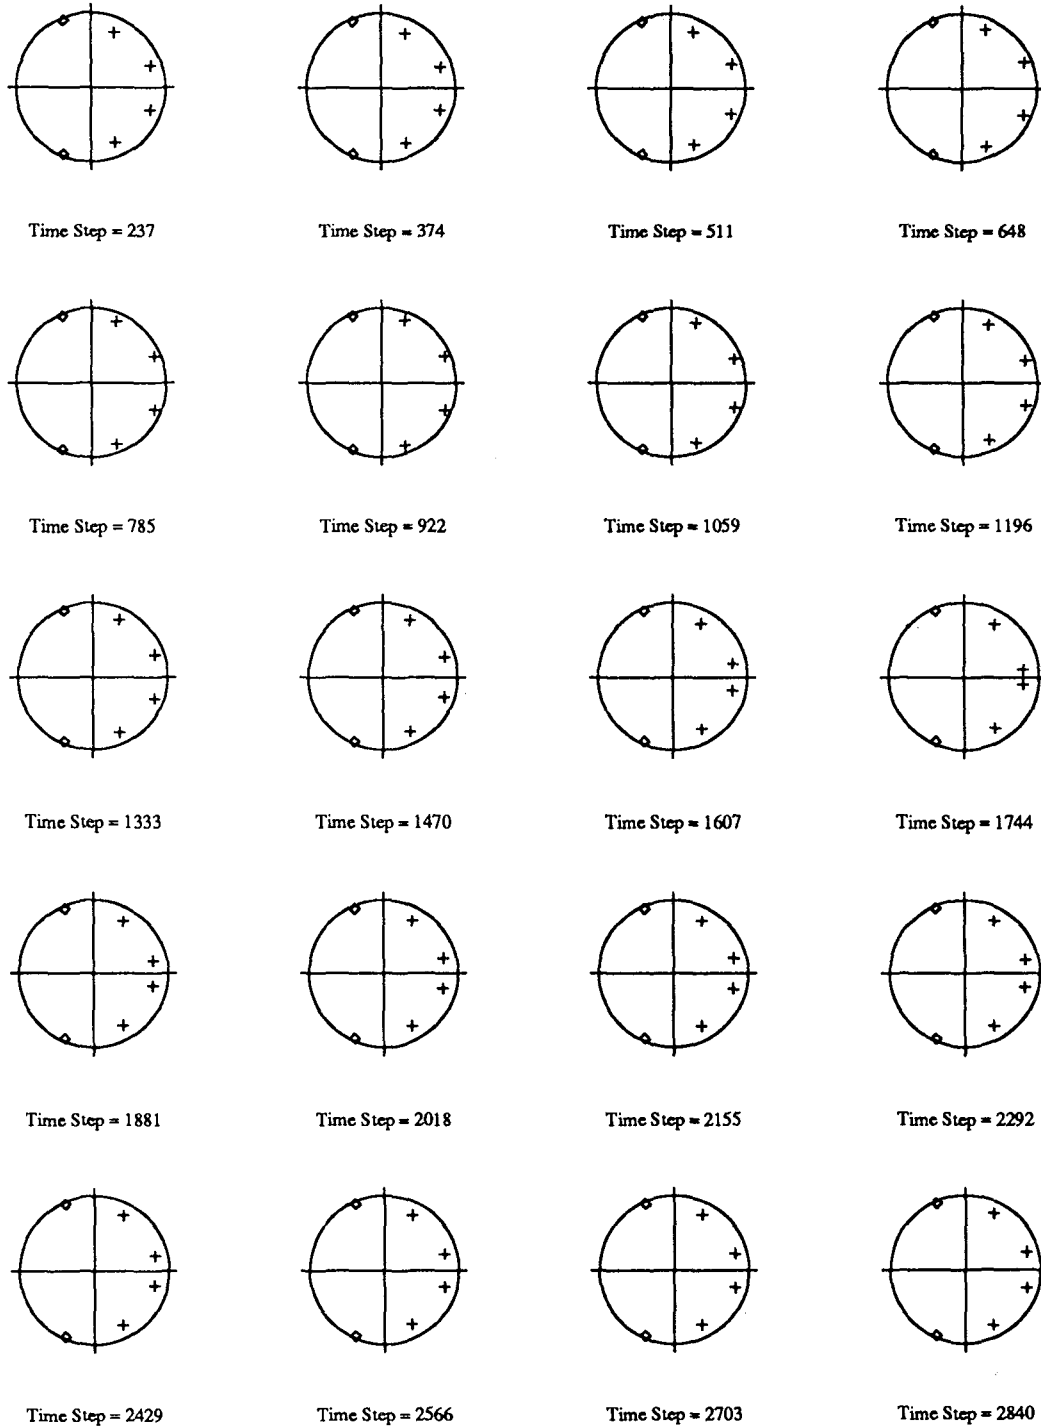 Time Step = 237
Time Step = 374
Time Step = 511
Time Step = 648
Time Step = 785
Time Step = 922
Time Step = 1059
Time Step = 1196
Time Step = 1333
Time Step = 1470
Time Step = 1607
Time Step = 1744
Time Step = 1881
Time Step = 2018
Time Step = 2155
Time Step = 2292
Time Step = 2429
Time Step = 2566
Time Step = 2703
Time Step = 2840